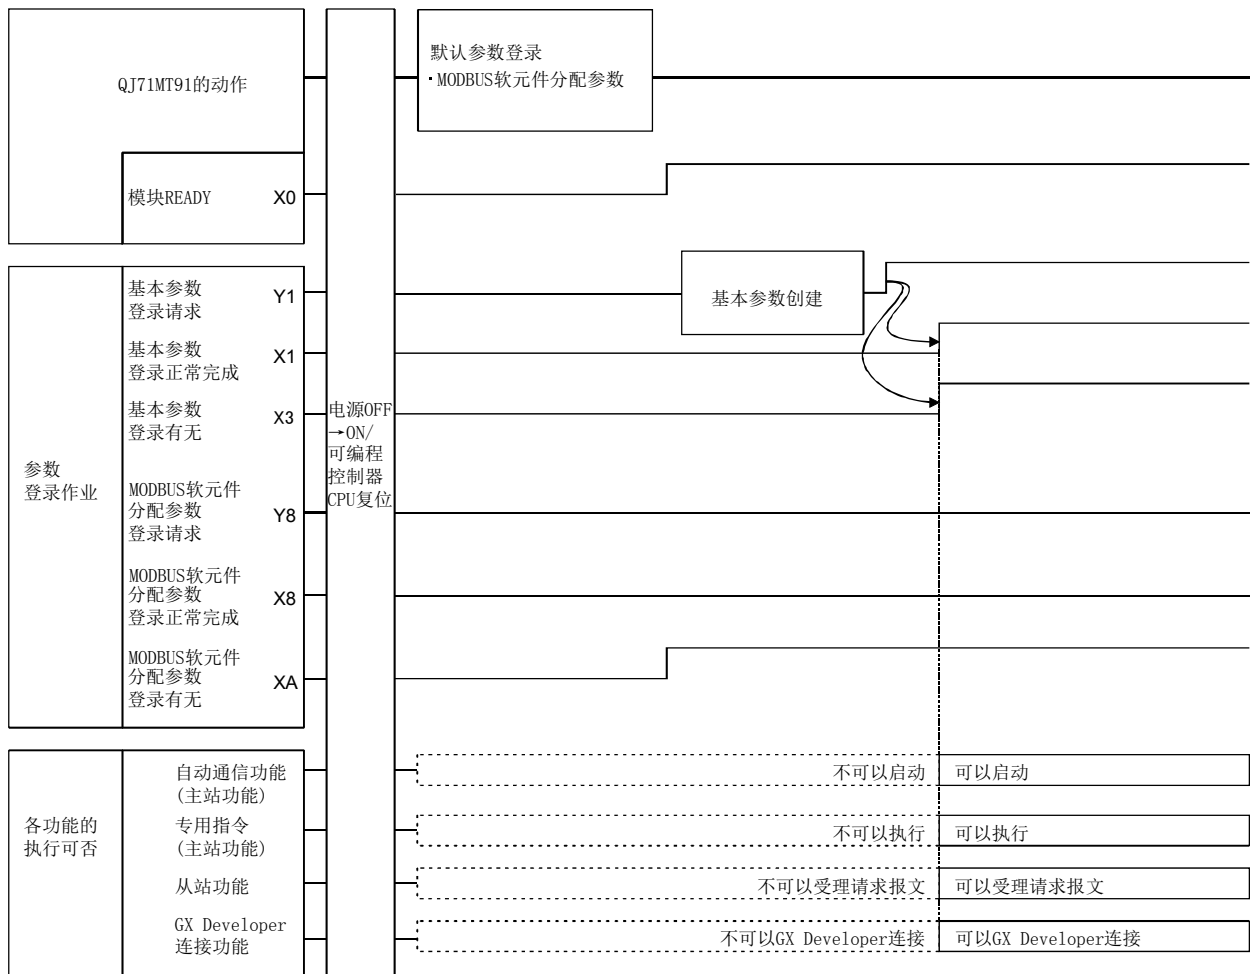 QJ71MT91的动作
默认参数登录
·MODBUS软元件分配参数
模块READY X0
基本参数
登录请求 Y1
基本参数创建
基本参数
登录正常完成 X1
基本参数
登录有无 X3
电源OFF
→ON/
可编程
控制器
CPU复位
参数
登录作业
MODBUS软元件
分配参数
登录请求 Y8
MODBUS软元件
分配参数
登录正常完成 X8
MODBUS软元件
分配参数
登录有无 XA
各功能的
执行可否
自动通信功能
(主站功能)
不可以启动 可以启动
专用指令
(主站功能)
不可以执行 可以执行
从站功能
不可以受理请求报文 可以受理请求报文
GX Developer
连接功能
不可以GX Developer连接 可以GX Developer连接